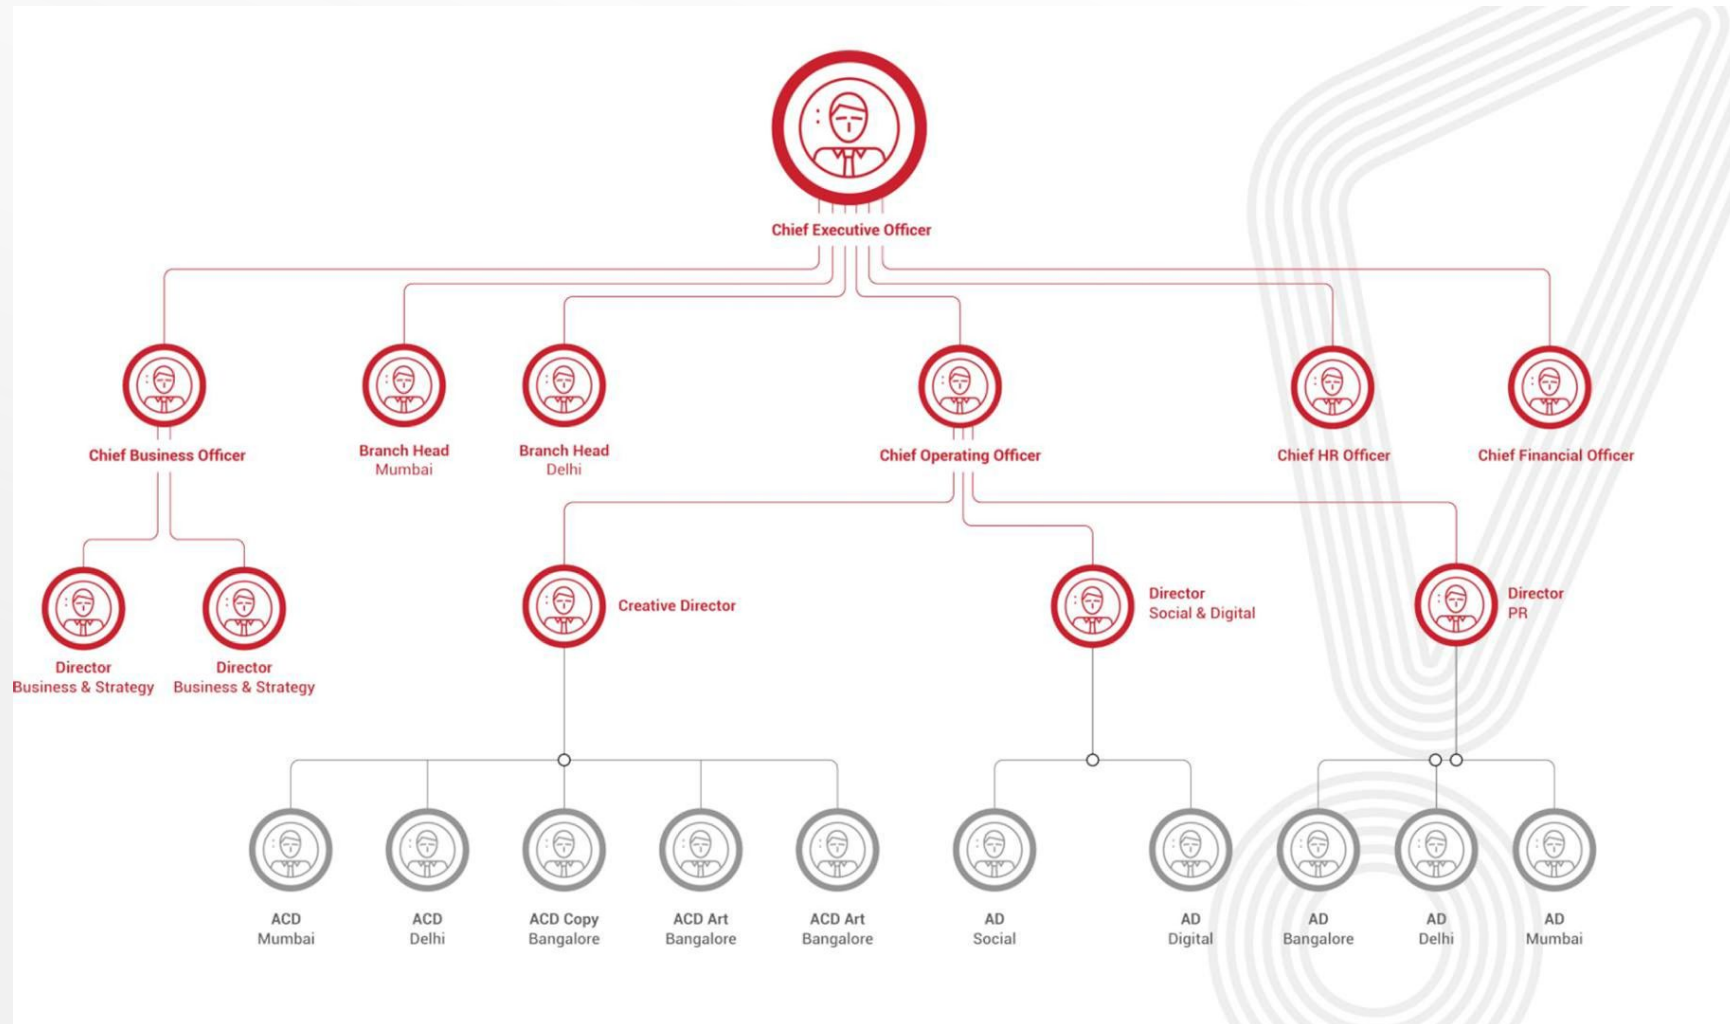 Chief Executive Officer
Chief Business Officer
Branch Head
Mumbai
Branch Head
Delhi
Chief Operating Officer
Chief HR Officer
Chief Financial Officer
Director
Business & Strategy
Director
Business & Strategy
Creative Director
Director
Social & Digital
Director
PR
ACD
Mumbai
ACD
Delhi
ACD Copy
Bangalore
ACD Art
Bangalore
ACD Art
Bangalore
AD
Social
AD
Digital
AD
Bangalore
AD
Delhi
AD
Mumbai